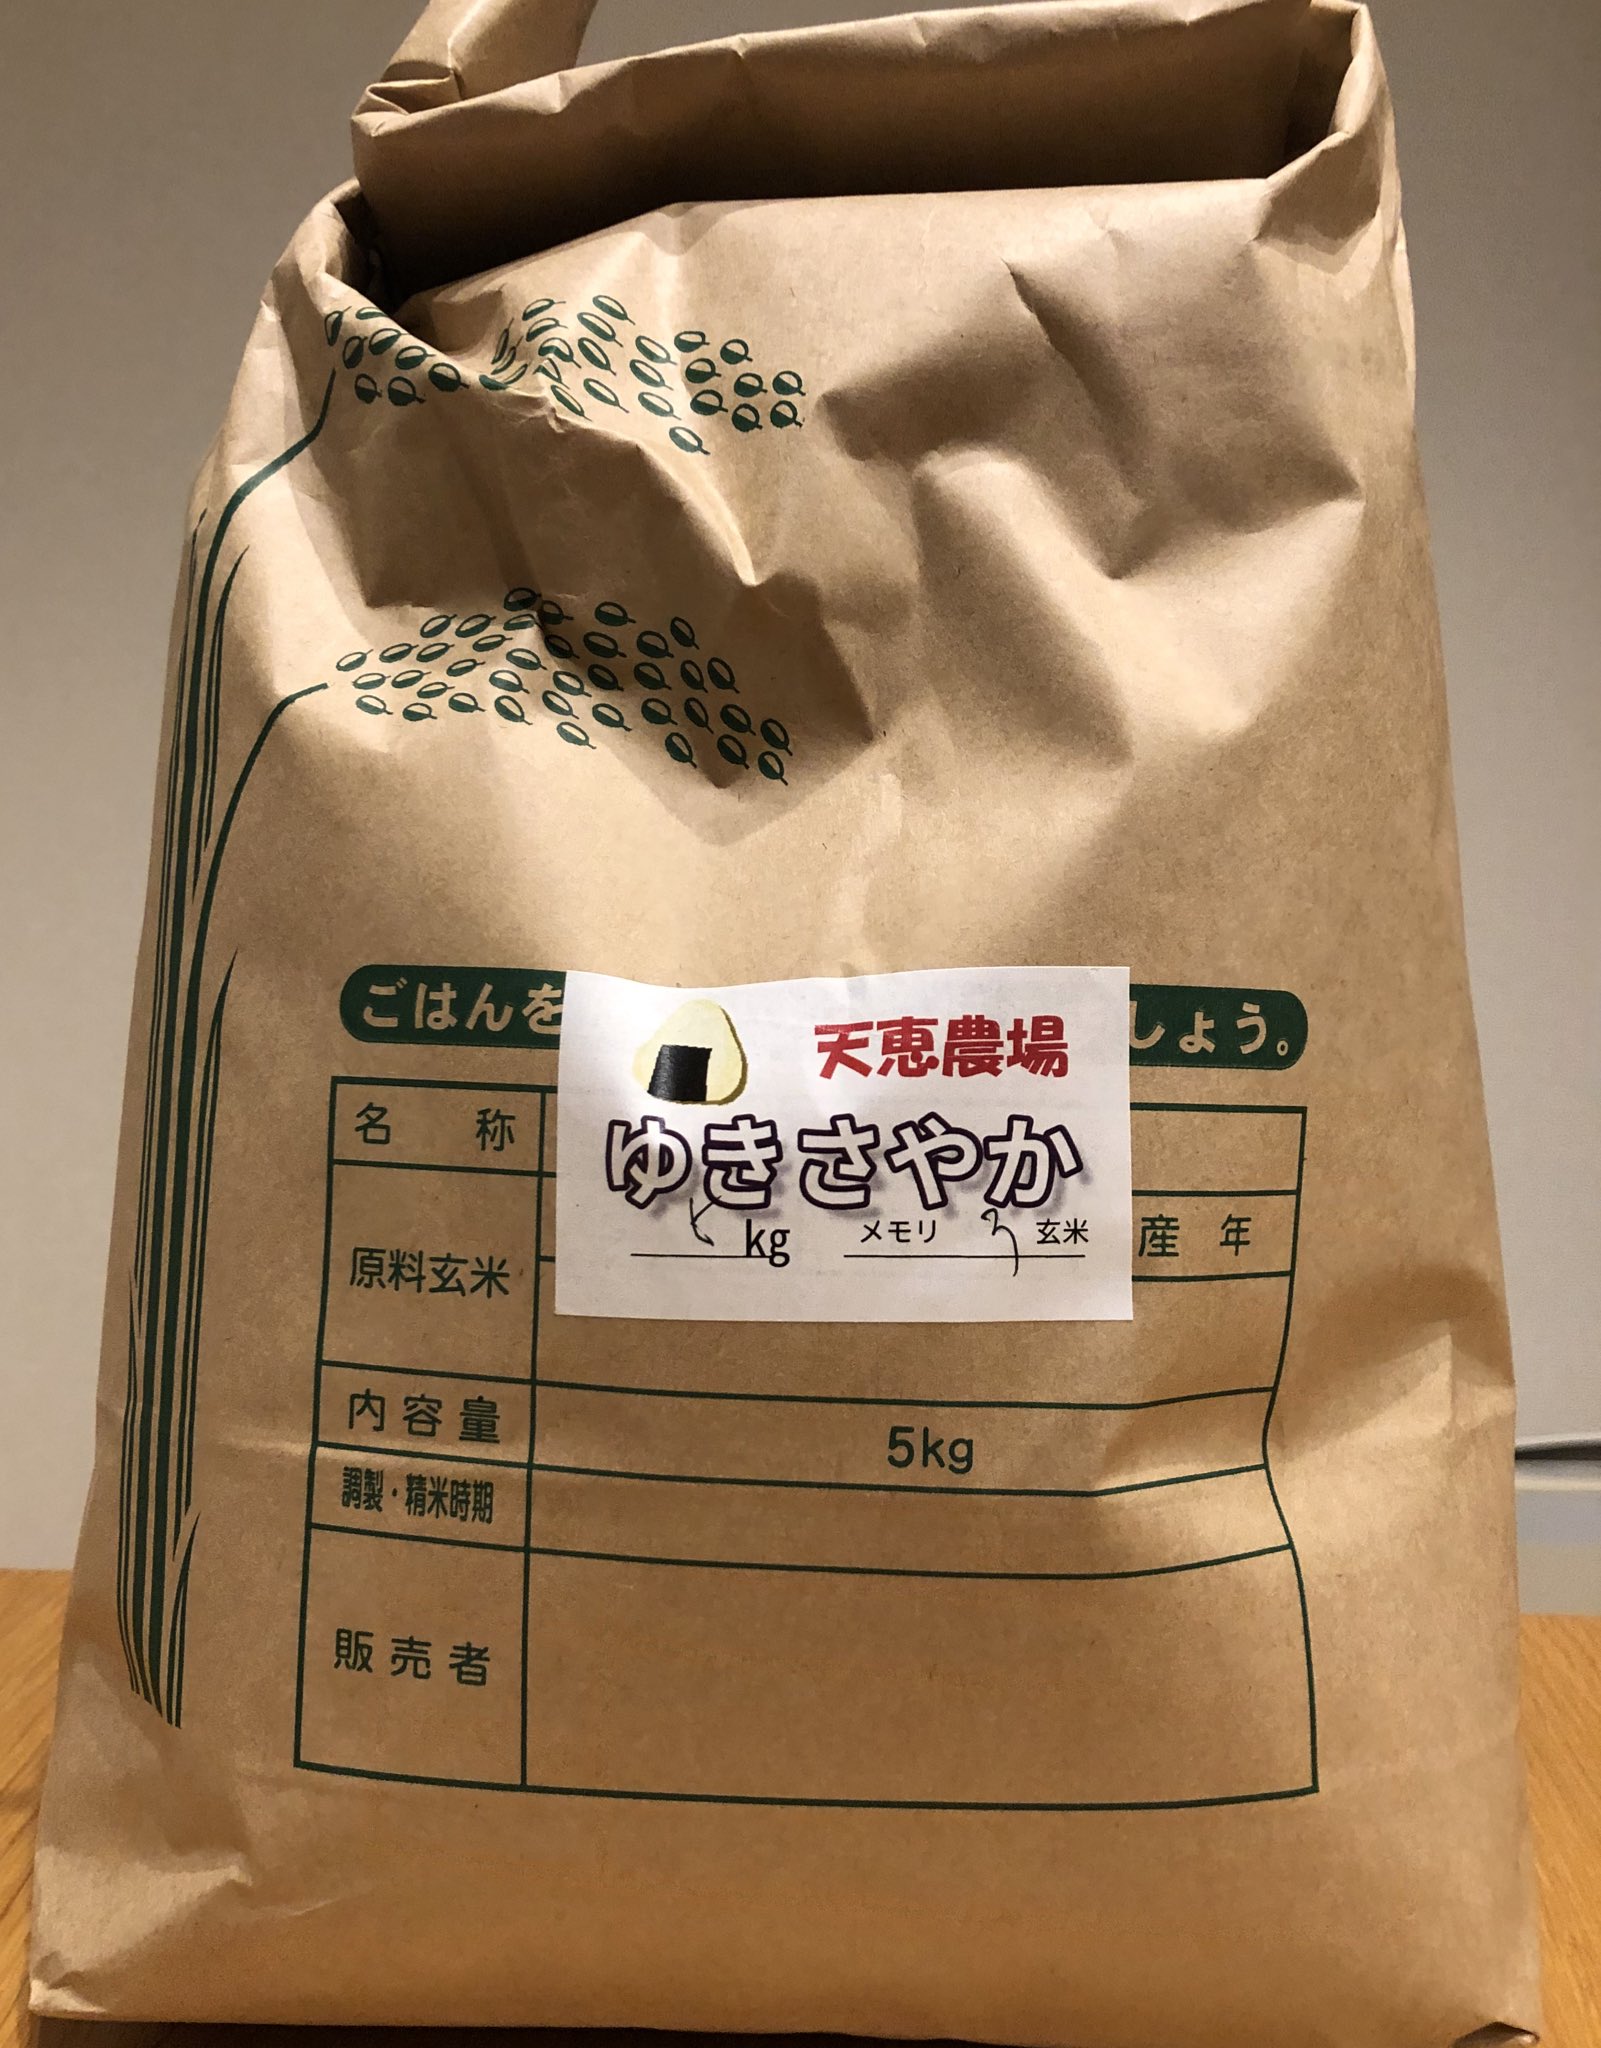 ごはんを
しょう。
天恵農場
ゆきさやか
5 kg メモリ 3 玄米
名 称
原料玄米
産 年
内容量 5kg
調製・精米時期
販売者